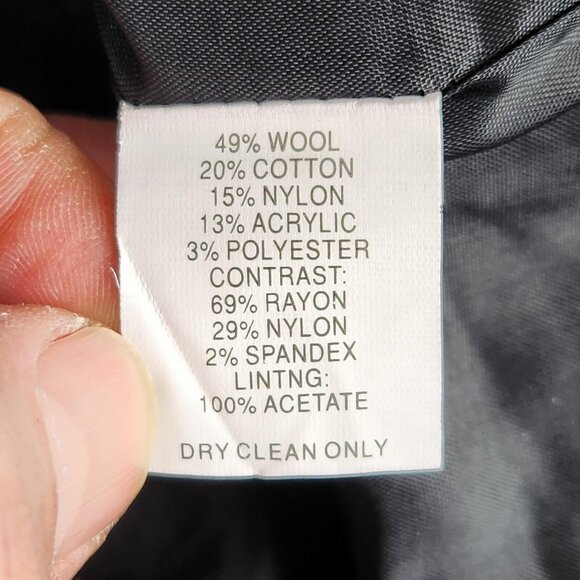 49% WOOL
20% COTTON
15% NYLON
13% ACRYLIC
3% POLYESTER
CONTRAST:
69% RAYON
29% NYLON
2% SPANDEX
LINTNG:
100% ACETATE
DRY CLEAN ONLY